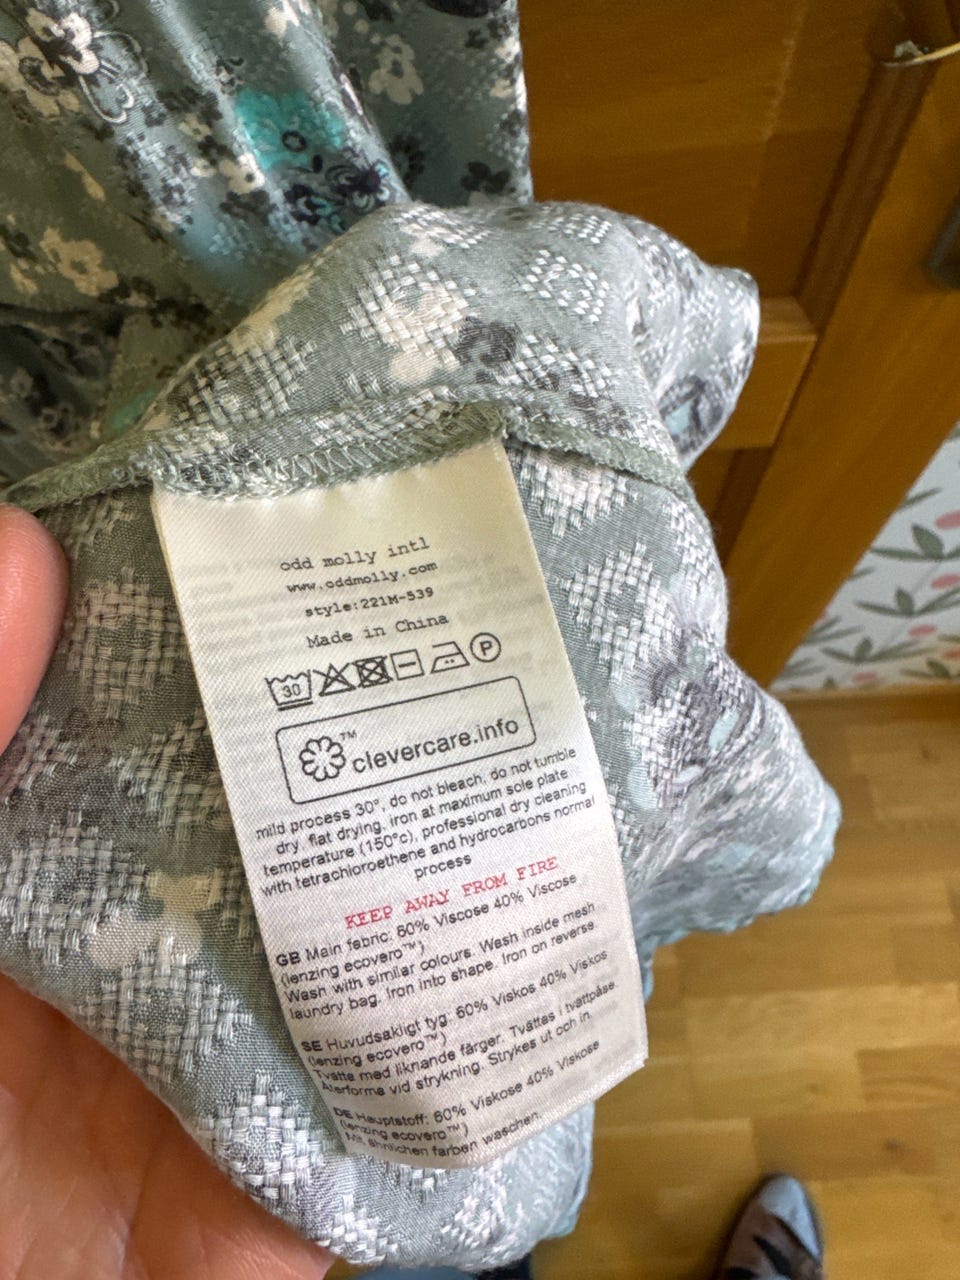 odd molly intl
www.oddmolly.com
style:221M-539
Made in China
30 P
™
clevercare.info
mild process 30°, do not bleach, do not tumble
dry, flat drying, iron at maximum sole plate
temperature (150°c), professional dry cleaning
with tetrachloroethene and hydrocarbons normal
process
KEEP AWAY FROM FIRE
GB Main fabric: 60% Viscose 40% Viscose
(lenzing ecovero™)
Wash with similar colours. Wash inside mesh
laundry bag. Iron into shape. Iron on reverse.
SE Huvudsakligt tyg: 60% Viskos 40% Viskos
(lenzing ecovero™)
Tvätta med liknande färger. Tvättas i tvättpåse.
Återforma vid strykning. Strykes ut och in.
DE Hauptstoff: 60% Viskose 40% Viskose
(lenzing ecovero™)
Mit ähnlichen farben waschen.